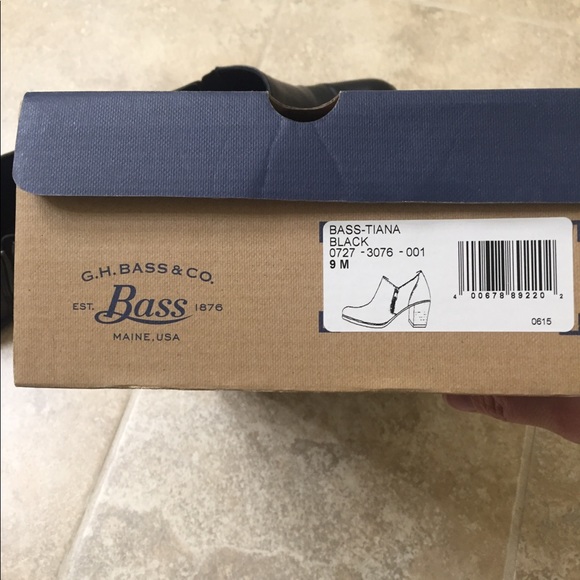 G.H. BASS & CO.
EST. Bass 1876
MAINE, USA
BASS-TIANA
BLACK
0727 -3076 -001
9 M
4 00678 89220 2
0615